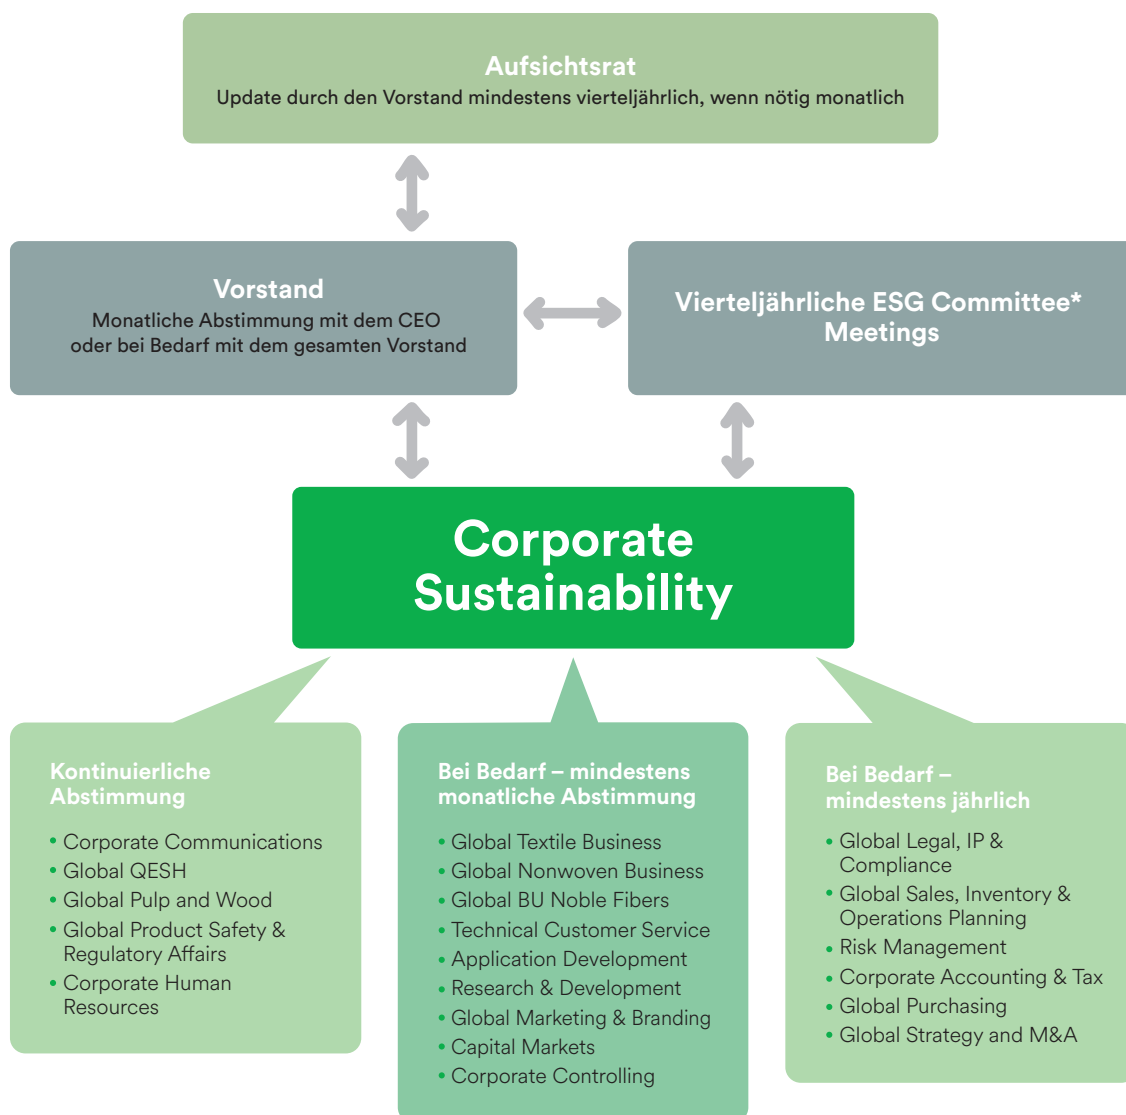 Aufsichtsrat
Update durch den Vorstand mindestens vierteljährlich, wenn nötig monatlich
Vorstand
Monatliche Abstimmung mit dem CEO
oder bei Bedarf mit dem gesamten Vorstand
Vierteljährliche ESG Committee*
Meetings
Corporate
Sustainability
Kontinuierliche
Abstimmung
• Corporate Communications
• Global QESH
• Global Pulp and Wood
• Global Product Safety &
Regulatory Affairs
• Corporate Human
Resources
Bei Bedarf – mindestens
monatliche Abstimmung
• Global Textile Business
• Global Nonwoven Business
• Global BU Noble Fibers
• Technical Customer Service
• Application Development
• Research & Development
• Global Marketing & Branding
• Capital Markets
• Corporate Controlling
Bei Bedarf –
mindestens jährlich
• Global Legal, IP &
Compliance
• Global Sales, Inventory &
Operations Planning
• Risk Management
• Corporate Accounting & Tax
• Global Purchasing
• Global Strategy and M&A